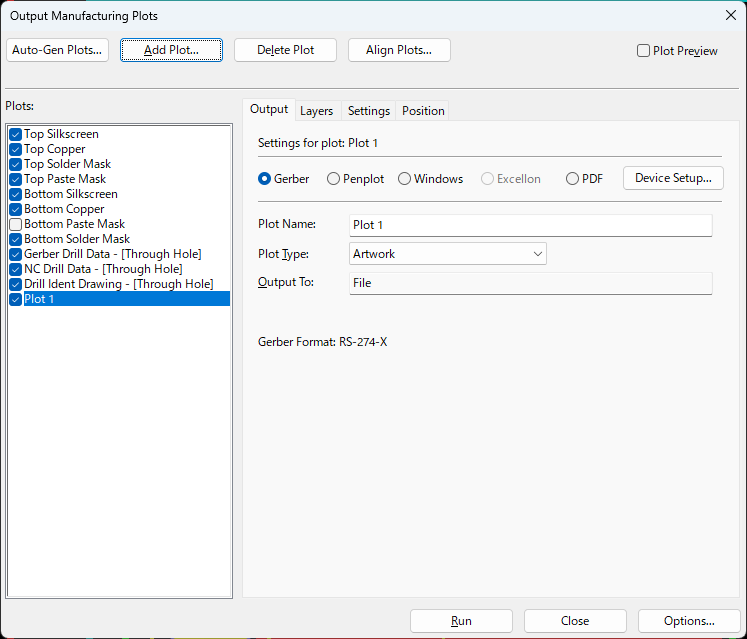 Output Manufacturing Plots
Auto-Gen Plots... Add Plot... Delete Plot Align Plots... Plot Preview
Plots:
Top Silkscreen
Top Copper
Top Solder Mask
Top Paste Mask
Bottom Silkscreen
Bottom Copper
Bottom Paste Mask
Bottom Solder Mask
Gerber Drill Data - [Through Hole]
NC Drill Data - [Through Hole]
Drill Ident Drawing - [Through Hole]
Plot 1
Output Layers Settings Position
Settings for plot: Plot 1
Gerber Penplot Windows Excellon PDF Device Setup...
Plot Name: Plot 1
Plot Type: Artwork
Output To: File
Gerber Format: RS-274-X
Run Close Options...